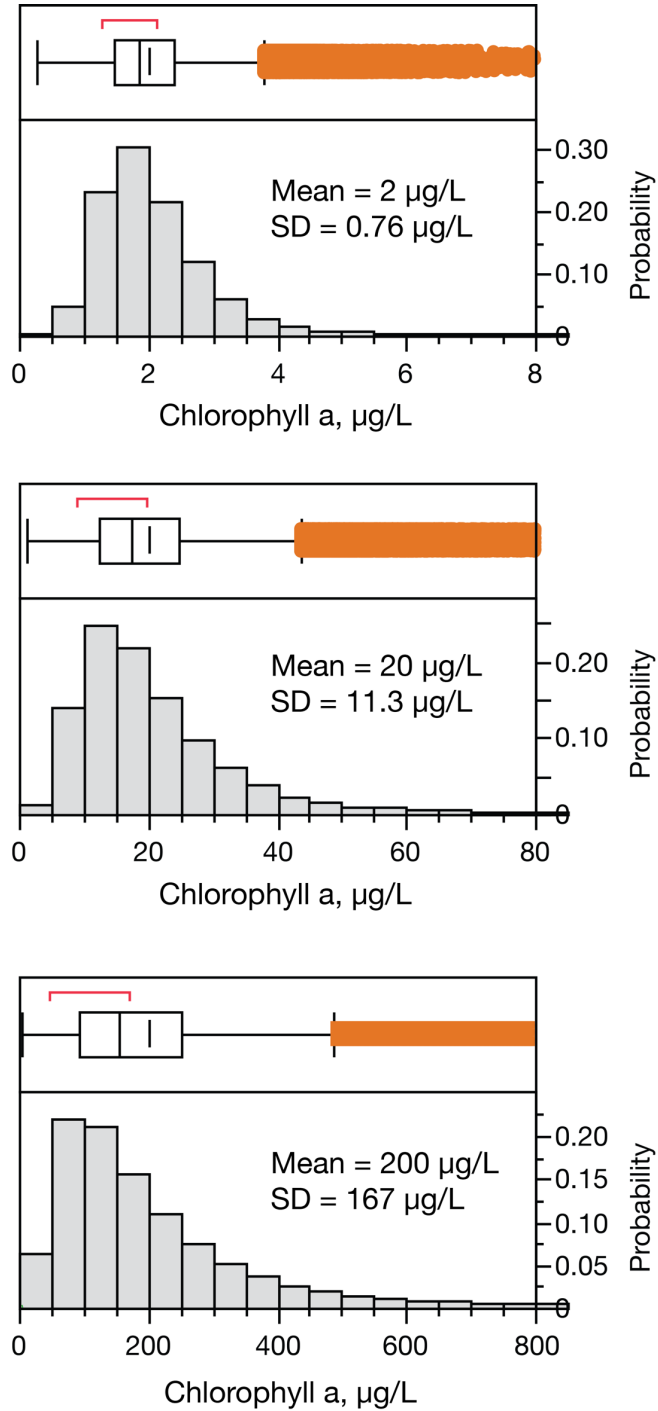 0.30
Mean = 2 µg/L
SD = 0.76 µg/L
0.20
0.10
0
Probability
0 2 4 6 8
Chlorophyll a, µg/L
Mean = 20 µg/L
SD = 11.3 µg/L
0.20
0.10
0
Probability
0 20 40 60 80
Chlorophyll a, µg/L
Mean = 200 µg/L
SD = 167 µg/L
0.20
0.15
0.10
0.05
0
Probability
0 200 400 600 800
Chlorophyll a, µg/L